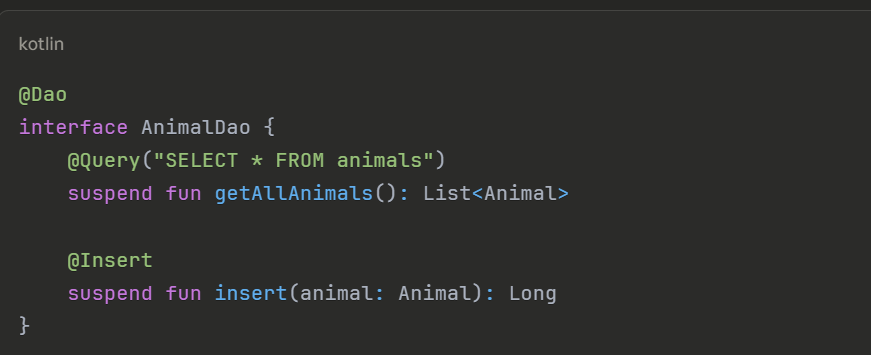 kotlin
@Dao
interface AnimalDao {
    @Query("SELECT * FROM animals")
    suspend fun getAllAnimals(): List<Animal>
    @Insert
    suspend fun insert(animal: Animal): Long
}